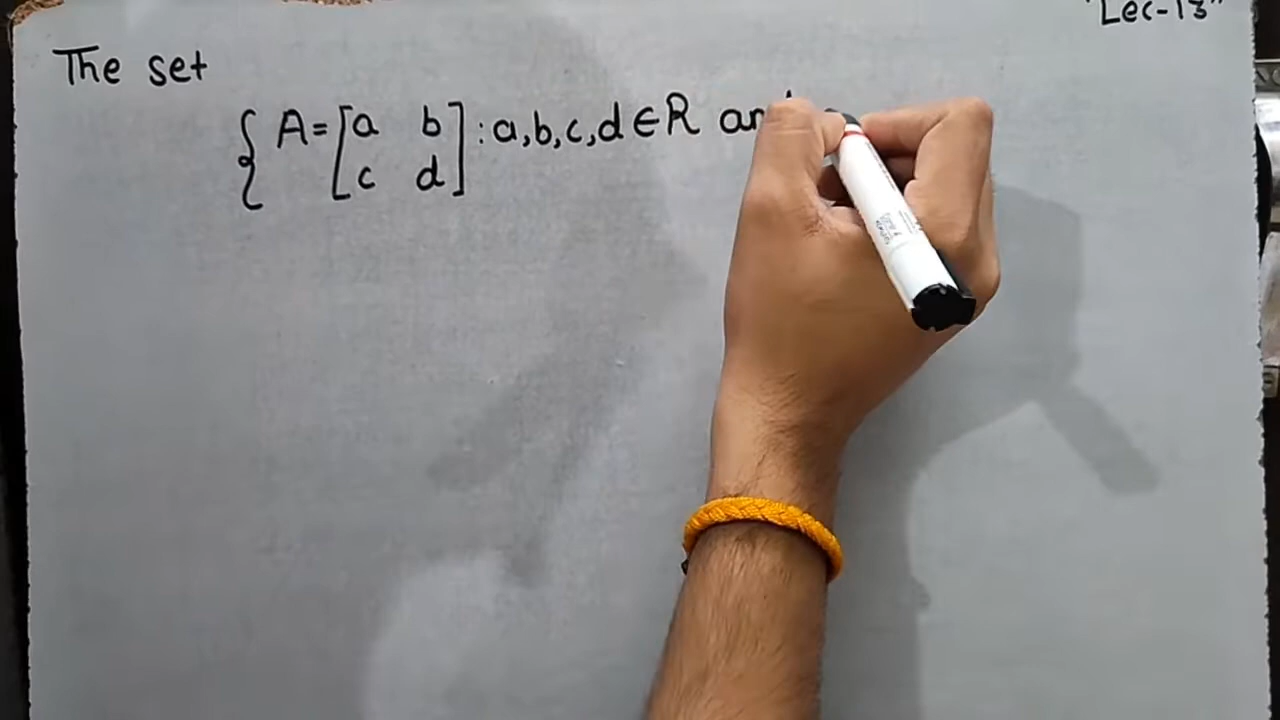 "Lec-13"
The set
{ A = [a b : a,b,c,d ∈ R
c d]